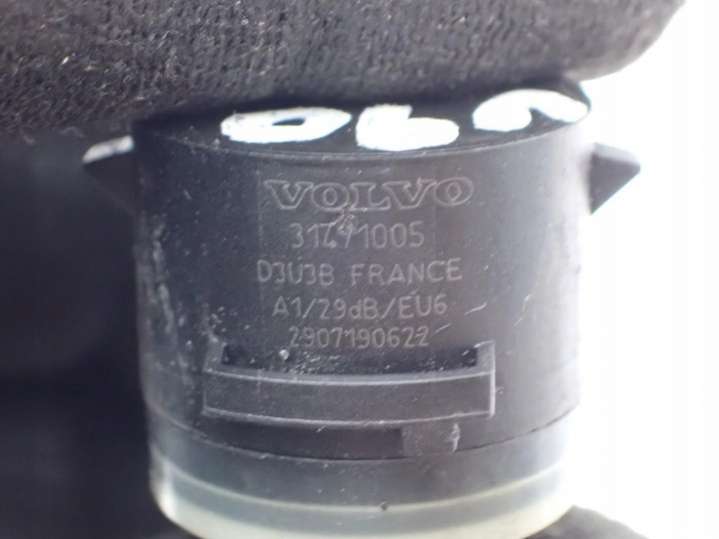 VOLVO
31471005
D3U3B FRANCE
A1/29dB/EU6
2907190622